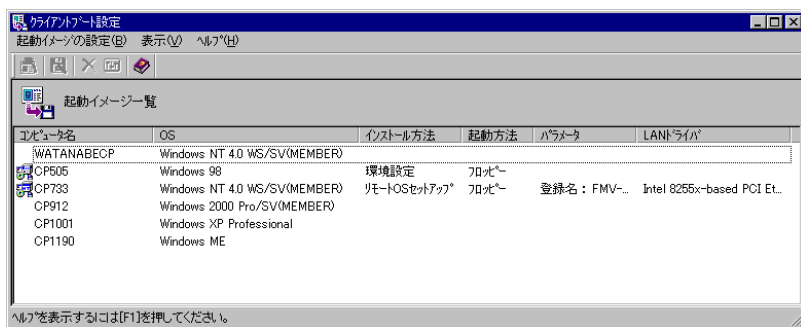 クライアントブート設定
起動イメージの設定(B) 表示(V) ヘルプ(H)
起動イメージ一覧
コンピュータ名 OS インストール方法 起動方法 パラメータ LANドライバ
WATANABECP Windows NT 4.0 WS/SV(MEMBER)
CP505 Windows 98 環境設定 フロッピー
CP733 Windows NT 4.0 WS/SV(MEMBER) リモートOSセットアップ フロッピー 登録名：FMV-... Intel 8255x-based PCI Et...
CP912 Windows 2000 Pro/SV(MEMBER)
CP1001 Windows XP Professional
CP1190 Windows ME
ヘルプを表示するには[F1]を押してください。